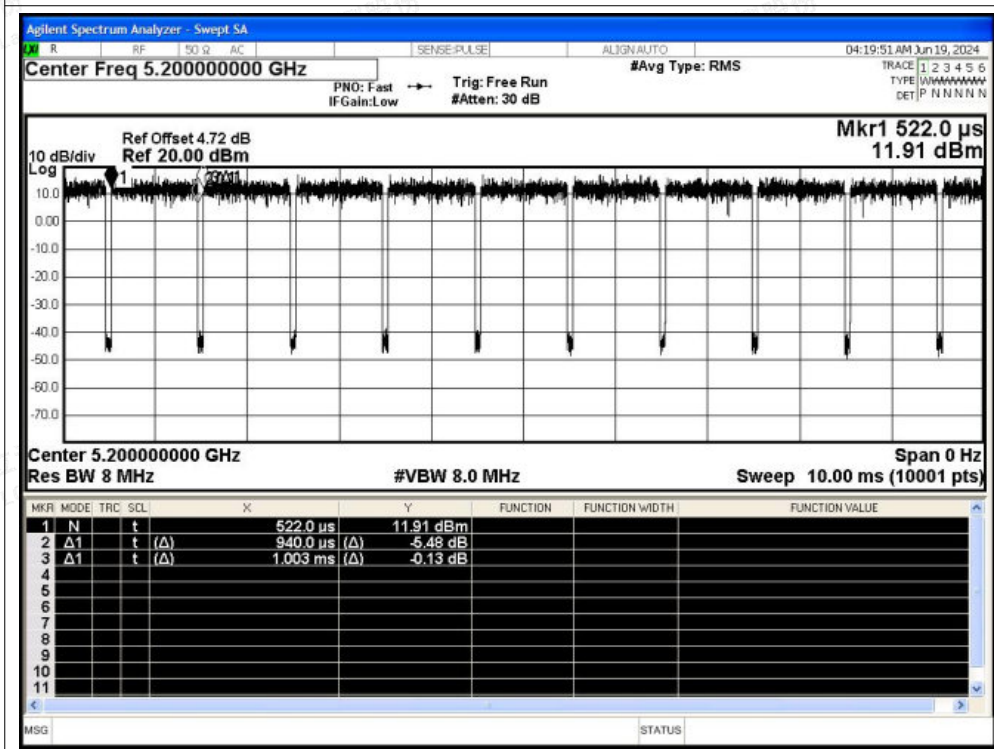 Agilent Spectrum Analyzer - Swept SA
LXI R RF 50 Ω AC SENSE:PULSE ALIGN AUTO 04:19:51 AM Jun 19, 2024
Center Freq 5.200000000 GHz #Avg Type: RMS TRACE 1 2 3 4 5 6
PNO: Fast Trig: Free Run TYPE
IFGain:Low #Atten: 30 dB DET P N N N N N
Mkr1 522.0 µs
11.91 dBm
Ref Offset 4.72 dB
10 dB/div Ref 20.00 dBm
Log
1
10.0
0.00
-10.0
-20.0
-30.0
-40.0
-50.0
-60.0
-70.0
Center 5.200000000 GHz Span 0 Hz
Res BW 8 MHz #VBW 8.0 MHz Sweep 10.00 ms (10001 pts)
MKR MODE TRC SCL X Y FUNCTION FUNCTION WIDTH FUNCTION VALUE
1 N t 522.0 µs 11.91 dBm
2 Δ1 t (Δ) 940.0 µs (Δ) -5.48 dB
3 Δ1 t (Δ) 1.003 ms (Δ) -0.13 dB
4
5
6
7
8
9
10
11
MSG STATUS